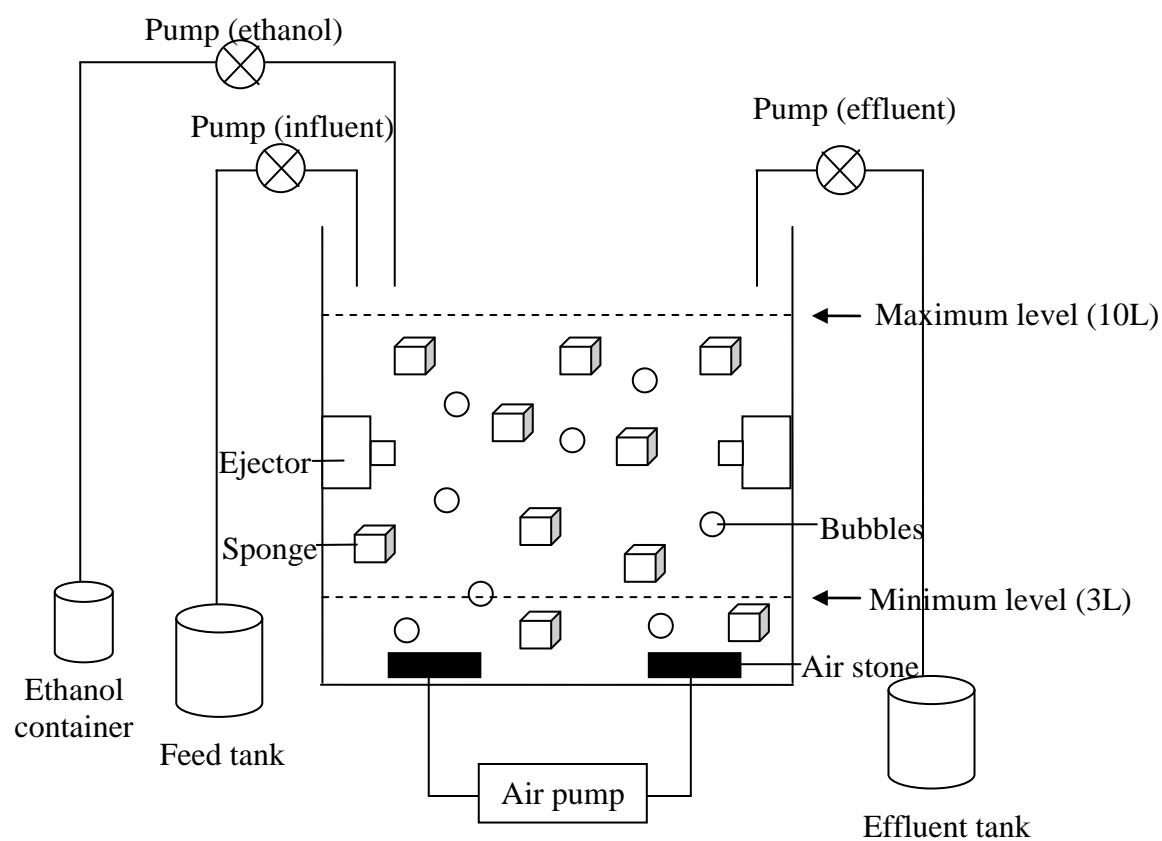 Pump (ethanol)
Pump (influent)
Pump (effluent)
Maximum level (10L)
Ejector
Sponge
Bubbles
Minimum level (3L)
Air stone
Ethanol
container
Feed tank
Air pump
Effluent tank